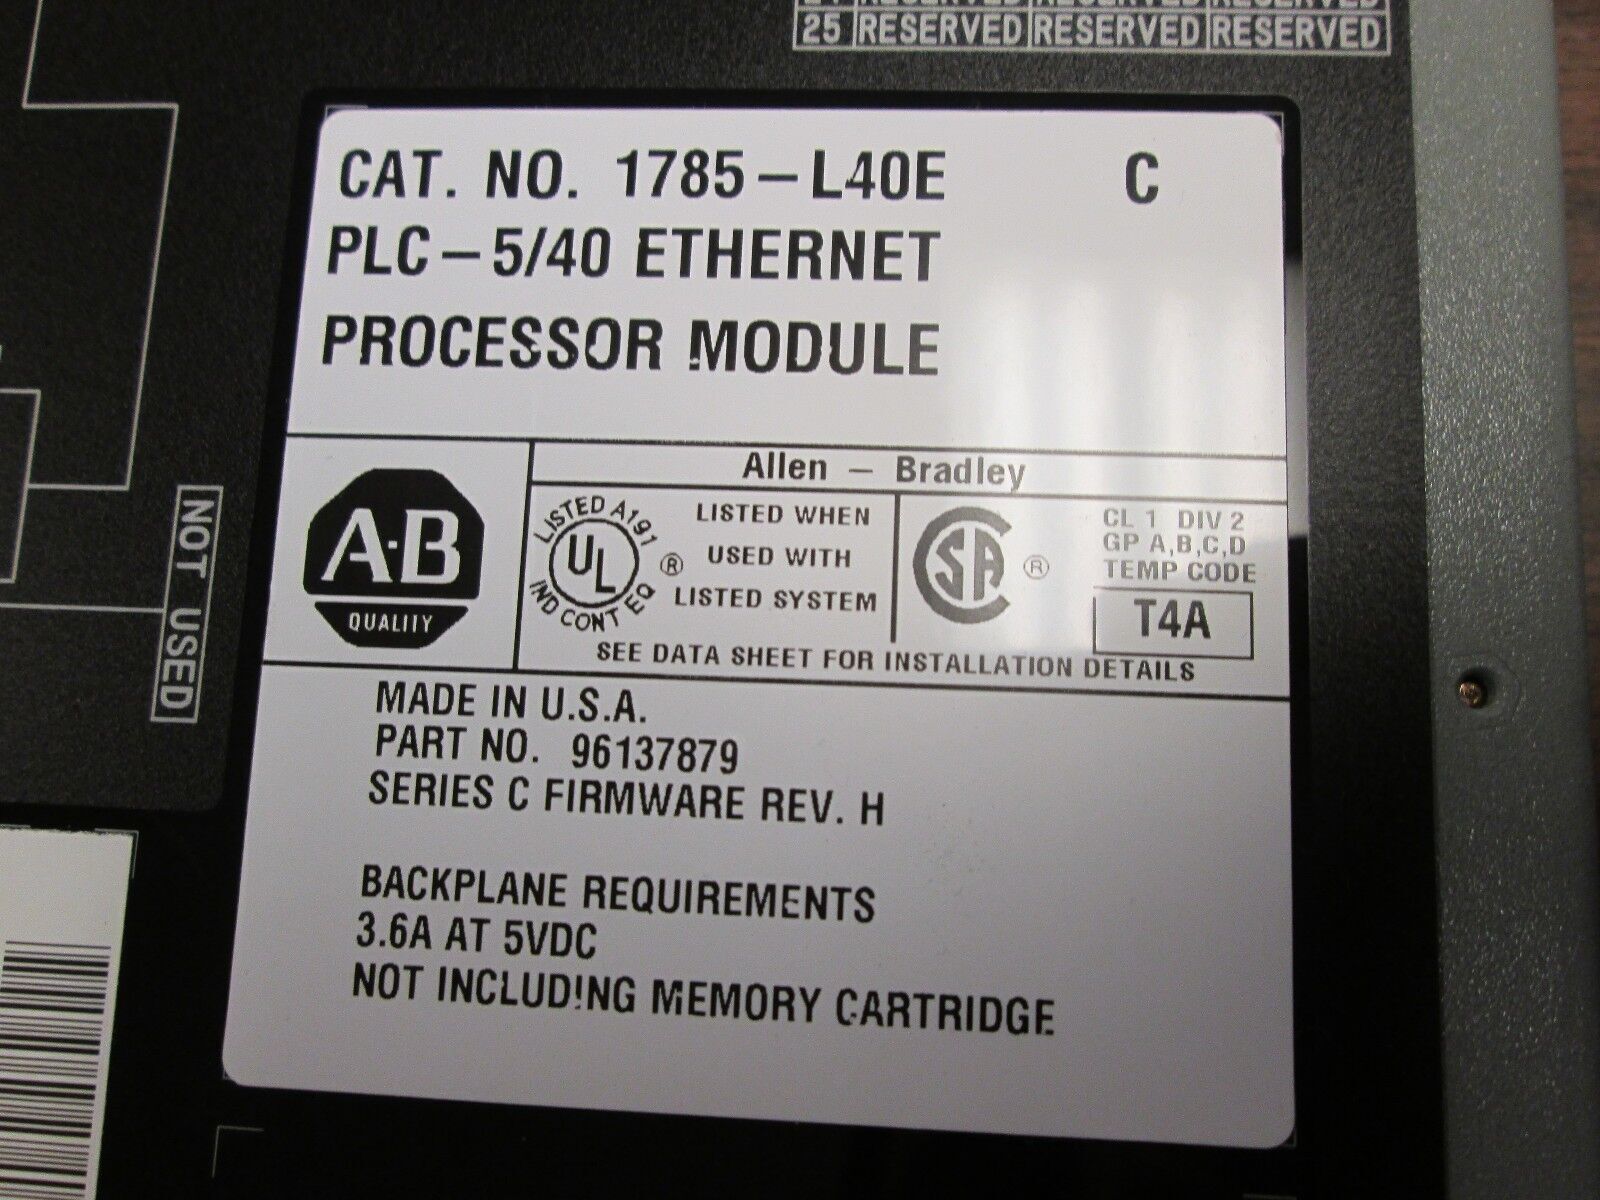 25 RESERVED RESERVED RESERVED
CAT. NO. 1785-L40E C
PLC-5/40 ETHERNET
PROCESSOR MODULE
Allen - Bradley
A-B
QUALITY
LISTED A191
UL
IND CONT EQ
®
LISTED WHEN
USED WITH
LISTED SYSTEM
CSA ®
CL 1 DIV 2
GP A,B,C,D
TEMP CODE
T4A
SEE DATA SHEET FOR INSTALLATION DETAILS
NOT USED
MADE IN U.S.A.
PART NO. 96137879
SERIES C FIRMWARE REV. H
BACKPLANE REQUIREMENTS
3.6A AT 5VDC
NOT INCLUDING MEMORY CARTRIDGE